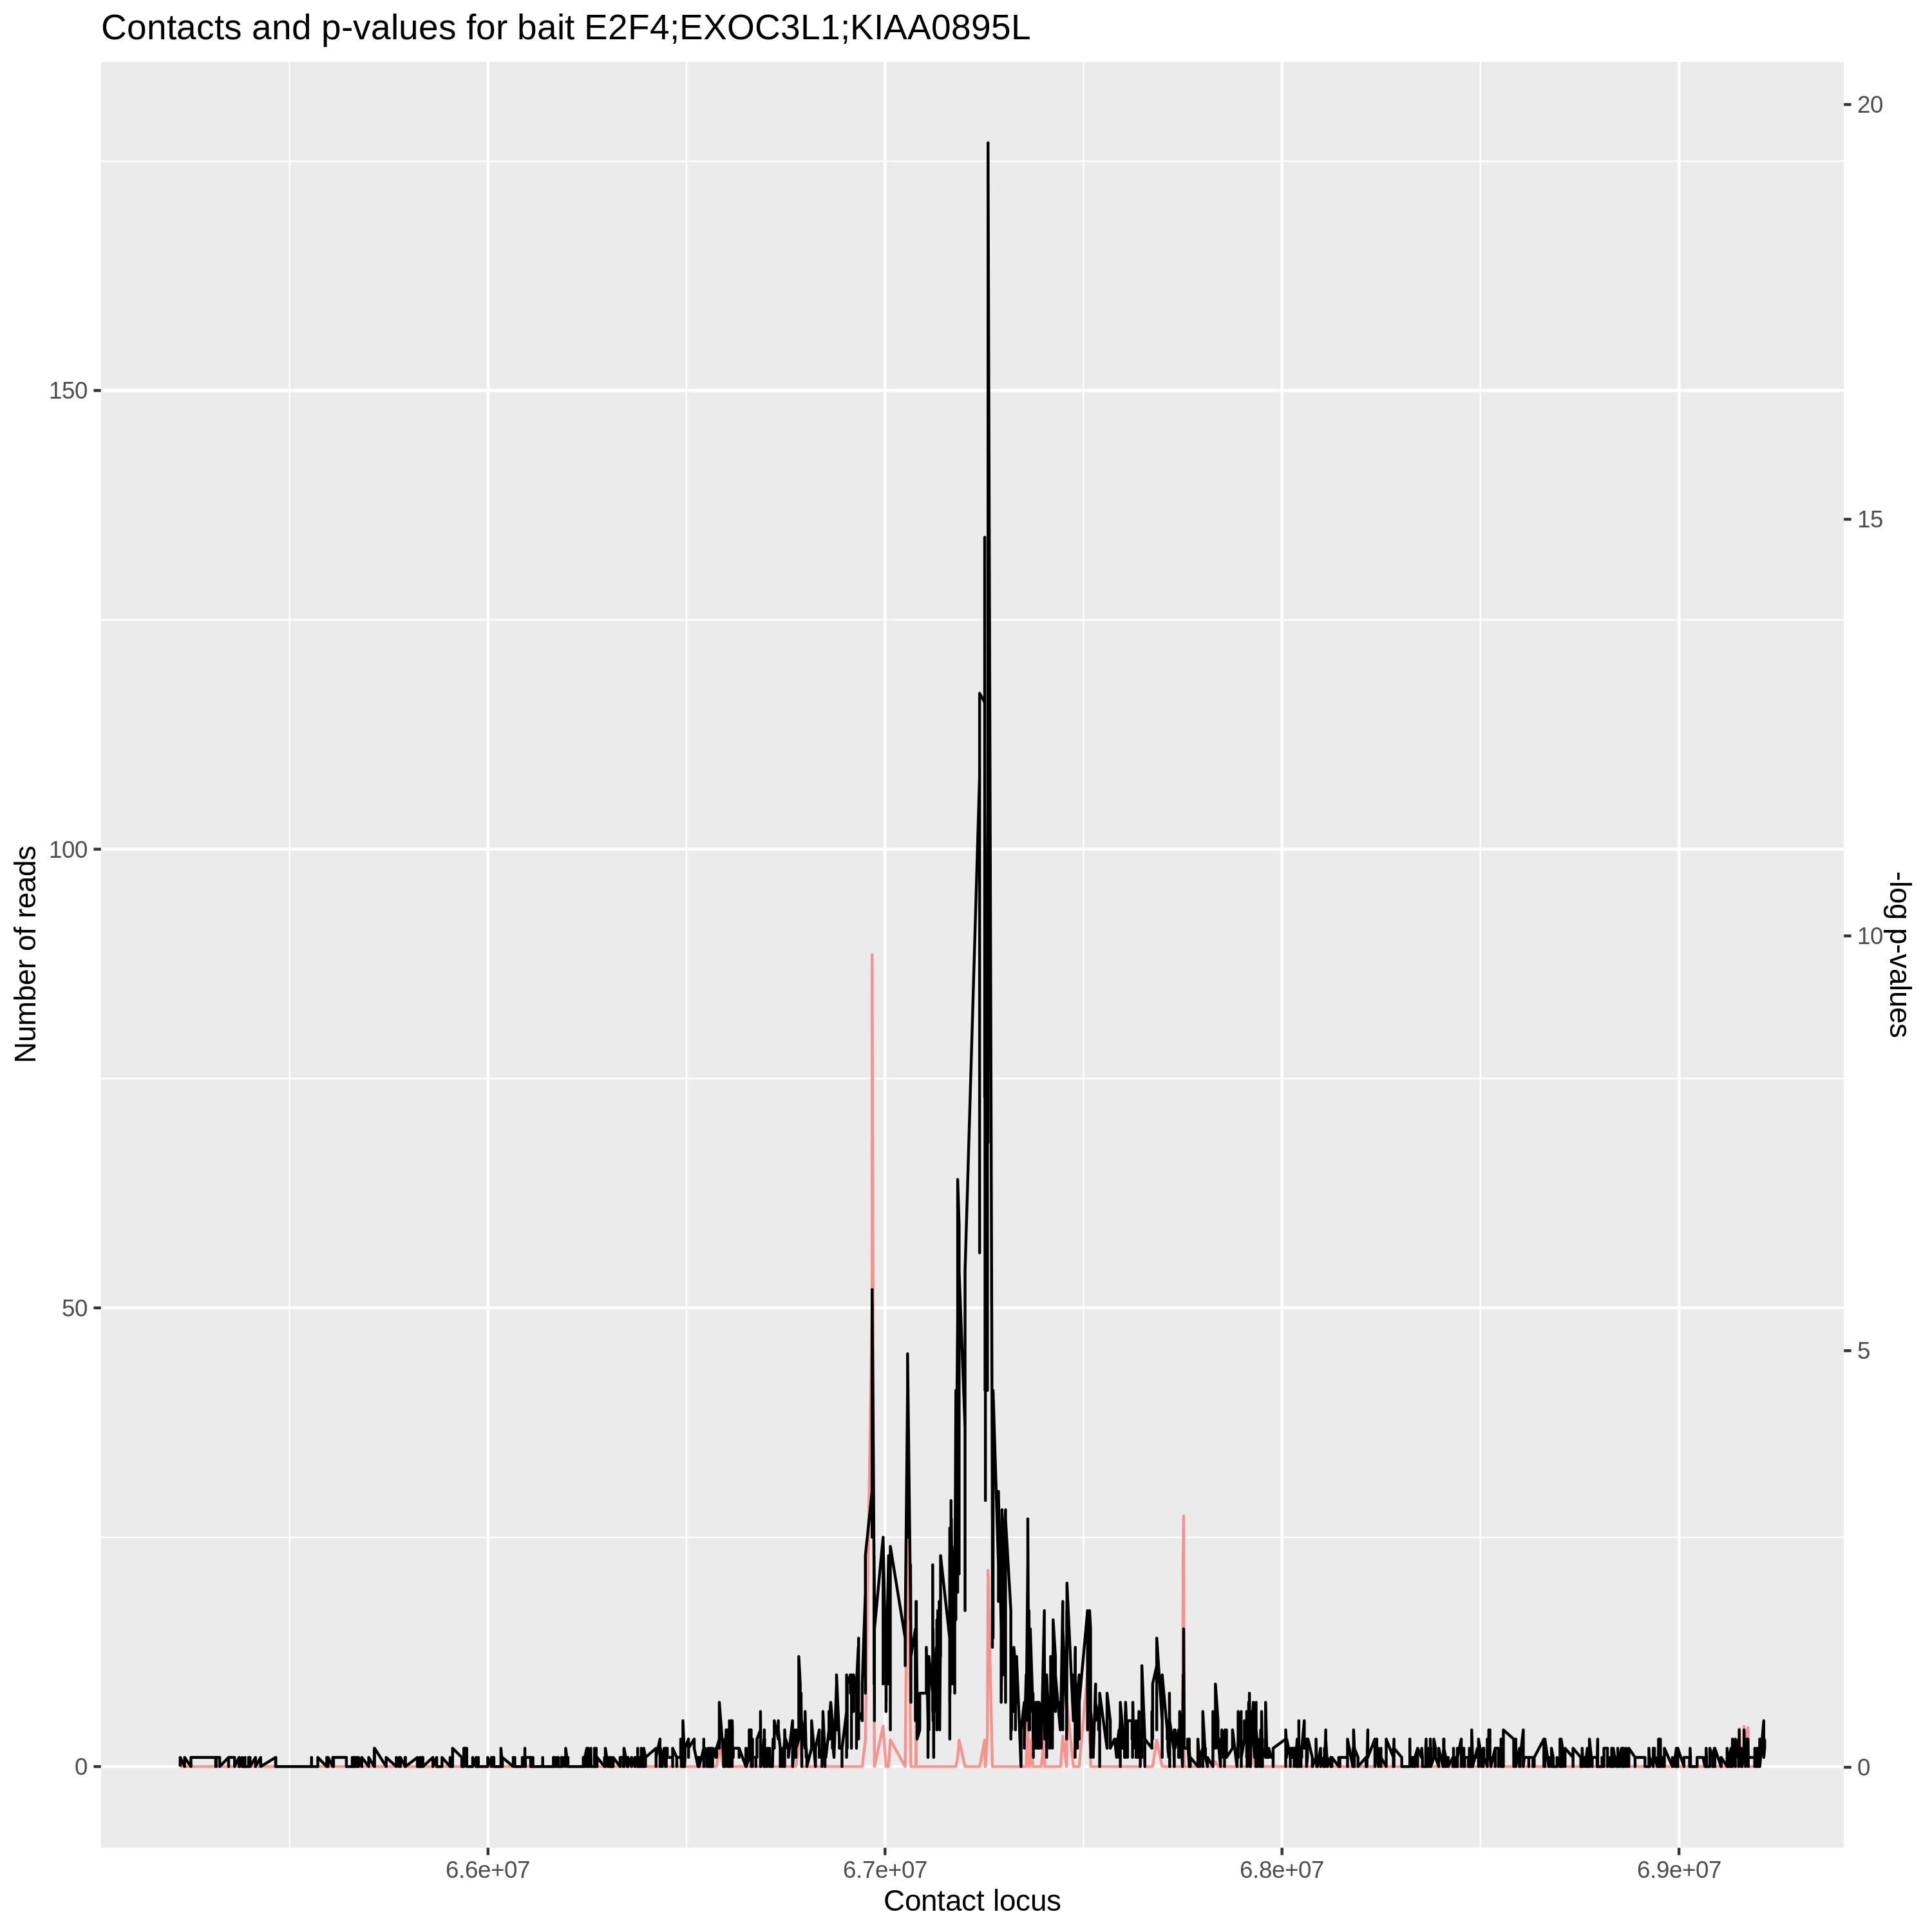 Contacts and p-values for bait E2F4;EXOC3L1;KIAA0895L
Number of reads
150
100
50
0
20
15
10
5
0
-log p-values
6.6e+07
6.7e+07
6.8e+07
6.9e+07
Contact locus